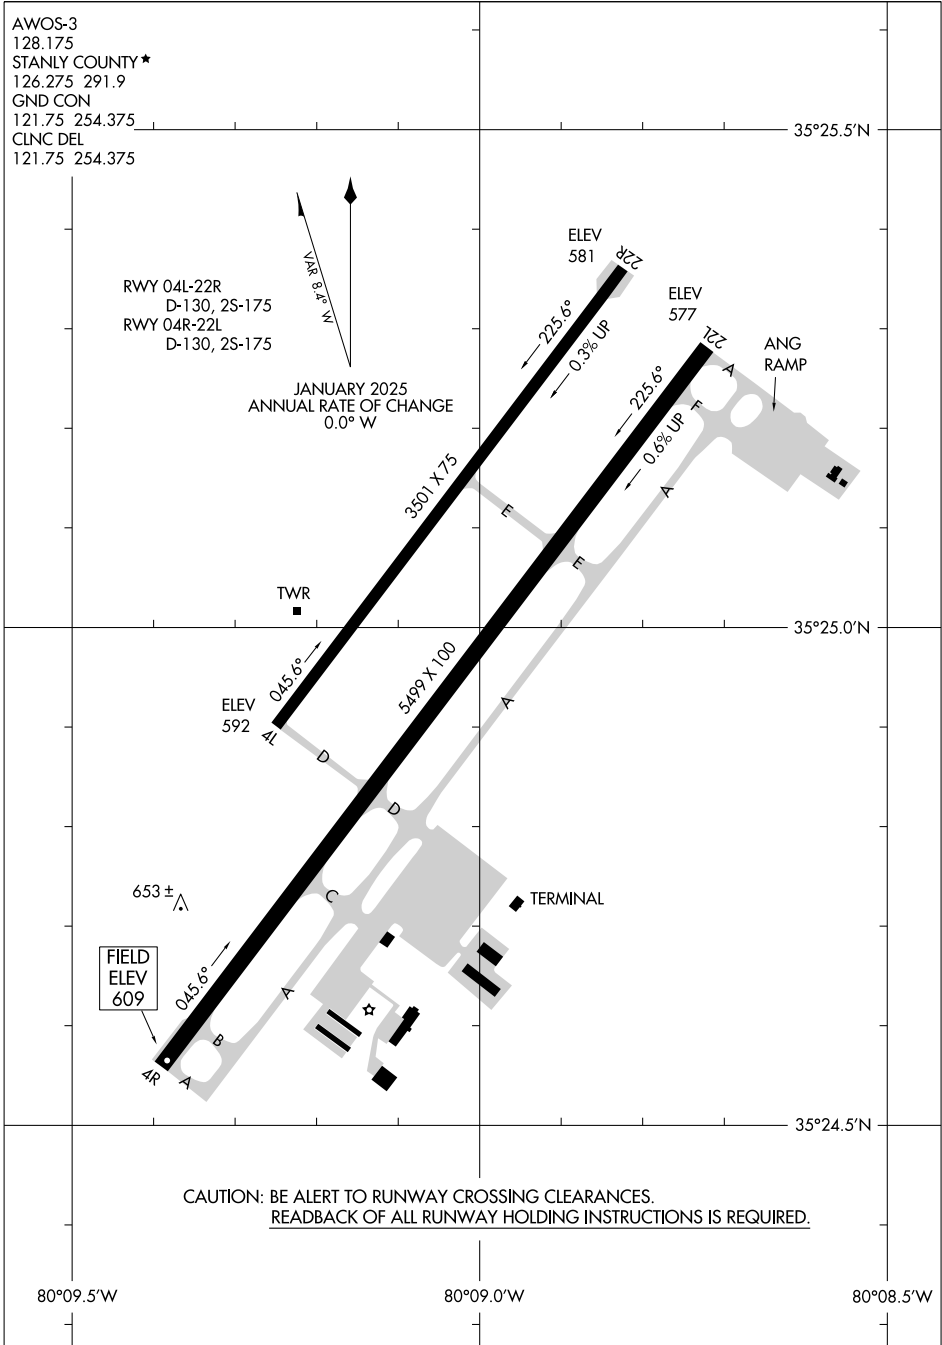 AWOS-3
128.175
STANLY COUNTY★
126.275 291.9
GND CON
121.75 254.375
CLNC DEL
121.75 254.375
35°25.5'N
VAR 8.4° W
RWY 04L-22R
D-130, 2S-175
RWY 04R-22L
D-130, 2S-175
JANUARY 2025
ANNUAL RATE OF CHANGE
0.0° W
ELEV
581
22R
ELEV
577
22L
ANG
RAMP
225.6°
0.3% UP
225.6°
0.6% UP
A
F
A
3501 X 75
E
E
TWR
35°25.0'N
045.6°
5499 X 100
A
ELEV
592
4L
D
D
653 ±
C
TERMINAL
FIELD
ELEV
609
045.6°
A
B
4R
A
35°24.5'N
CAUTION: BE ALERT TO RUNWAY CROSSING CLEARANCES.
READBACK OF ALL RUNWAY HOLDING INSTRUCTIONS IS REQUIRED.
80°09.5'W
80°09.0'W
80°08.5'W